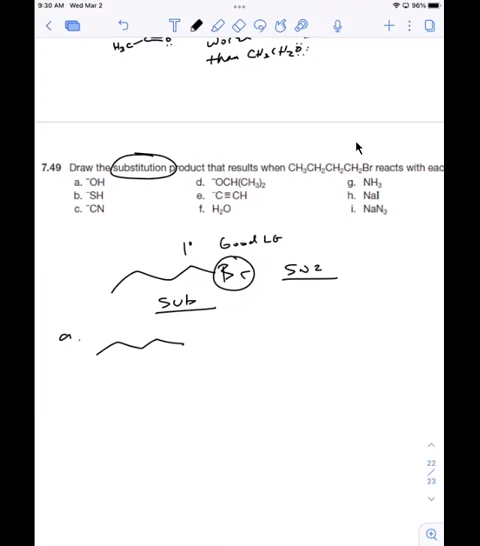 9:30 AM Wed Mar 2
96%
H₃C
than CH₃CH₂Ö:
7.49 Draw the substitution product that results when CH₃CH₂CH₂CH₂Br reacts with eac
a. ⁻OH d. ⁻OCH(CH₃)₂ g. NH₃
b. ⁻SH e. ⁻C≡CH h. NaI
c. ⁻CN f. H₂O i. NaN₃
1° Good LG
Br SN2
Sub
a.
22
/
23